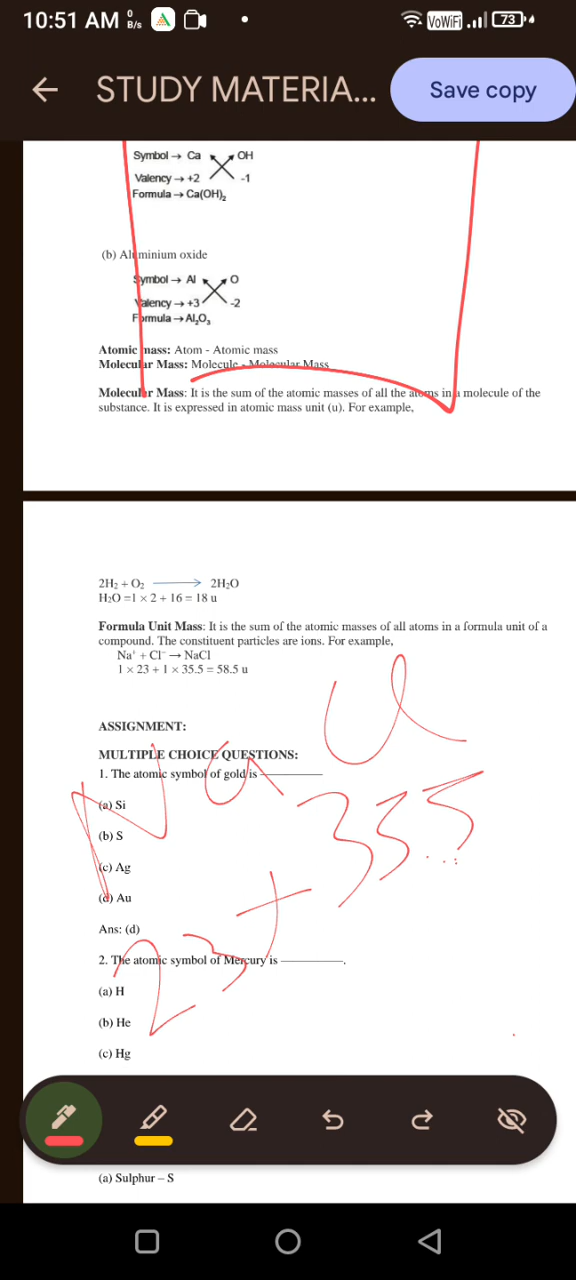 10:51 AM 0 B/s VoWiFi 73
STUDY MATERIA... Save copy
Symbol → Ca OH
Valency → +2 -1
Formula → Ca(OH)₂
(b) Aluminium oxide
Symbol → Al O
Valency → +3 -2
Formula → Al₂O₃
Atomic mass: Atom - Atomic mass
Molecular Mass: Molecule - Molecular Mass
Molecular Mass: It is the sum of the atomic masses of all the atoms in a molecule of the
substance. It is expressed in atomic mass unit (u). For example,
2H₂ + O₂ → 2H₂O
H₂O =1 × 2 + 16 = 18 u
Formula Unit Mass: It is the sum of the atomic masses of all atoms in a formula unit of a
compound. The constituent particles are ions. For example,
Na⁺ + Cl⁻ → NaCl
1 × 23 + 1 × 35.5 = 58.5 u
ASSIGNMENT:
MULTIPLE CHOICE QUESTIONS:
1. The atomic symbol of gold is ————
(a) Si
(b) S
(c) Ag
(d) Au
Ans: (d)
2. The atomic symbol of Mercury is ————.
(a) H
(b) He
(c) Hg
(a) Sulphur – S
Na Cl
23 + 35.5